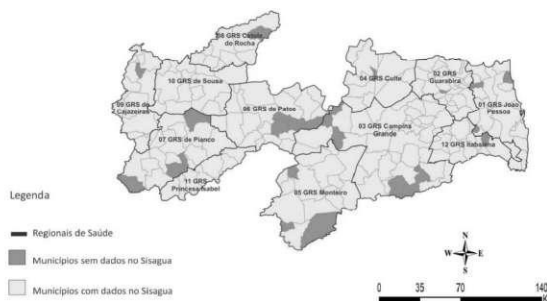 08 GRS Catolé
do Rocha
10 GRS de Sousa
04 GRS Cuite
02 GRS
Guarabira
09 GRS de
Cajazeiras
06 GRS de Patos
01 GRS João
Pessoa
03 GRS Campina
Grande
07 GRS de Piancó
12 GRS Itabaiana
11 GRS
Princesa Isabel
05 GRS Monteiro
Legenda
Regionais de Saúde
Municípios sem dados no Sisagua
Municípios com dados no Sisagua
N
W E
S
0 35 70 140